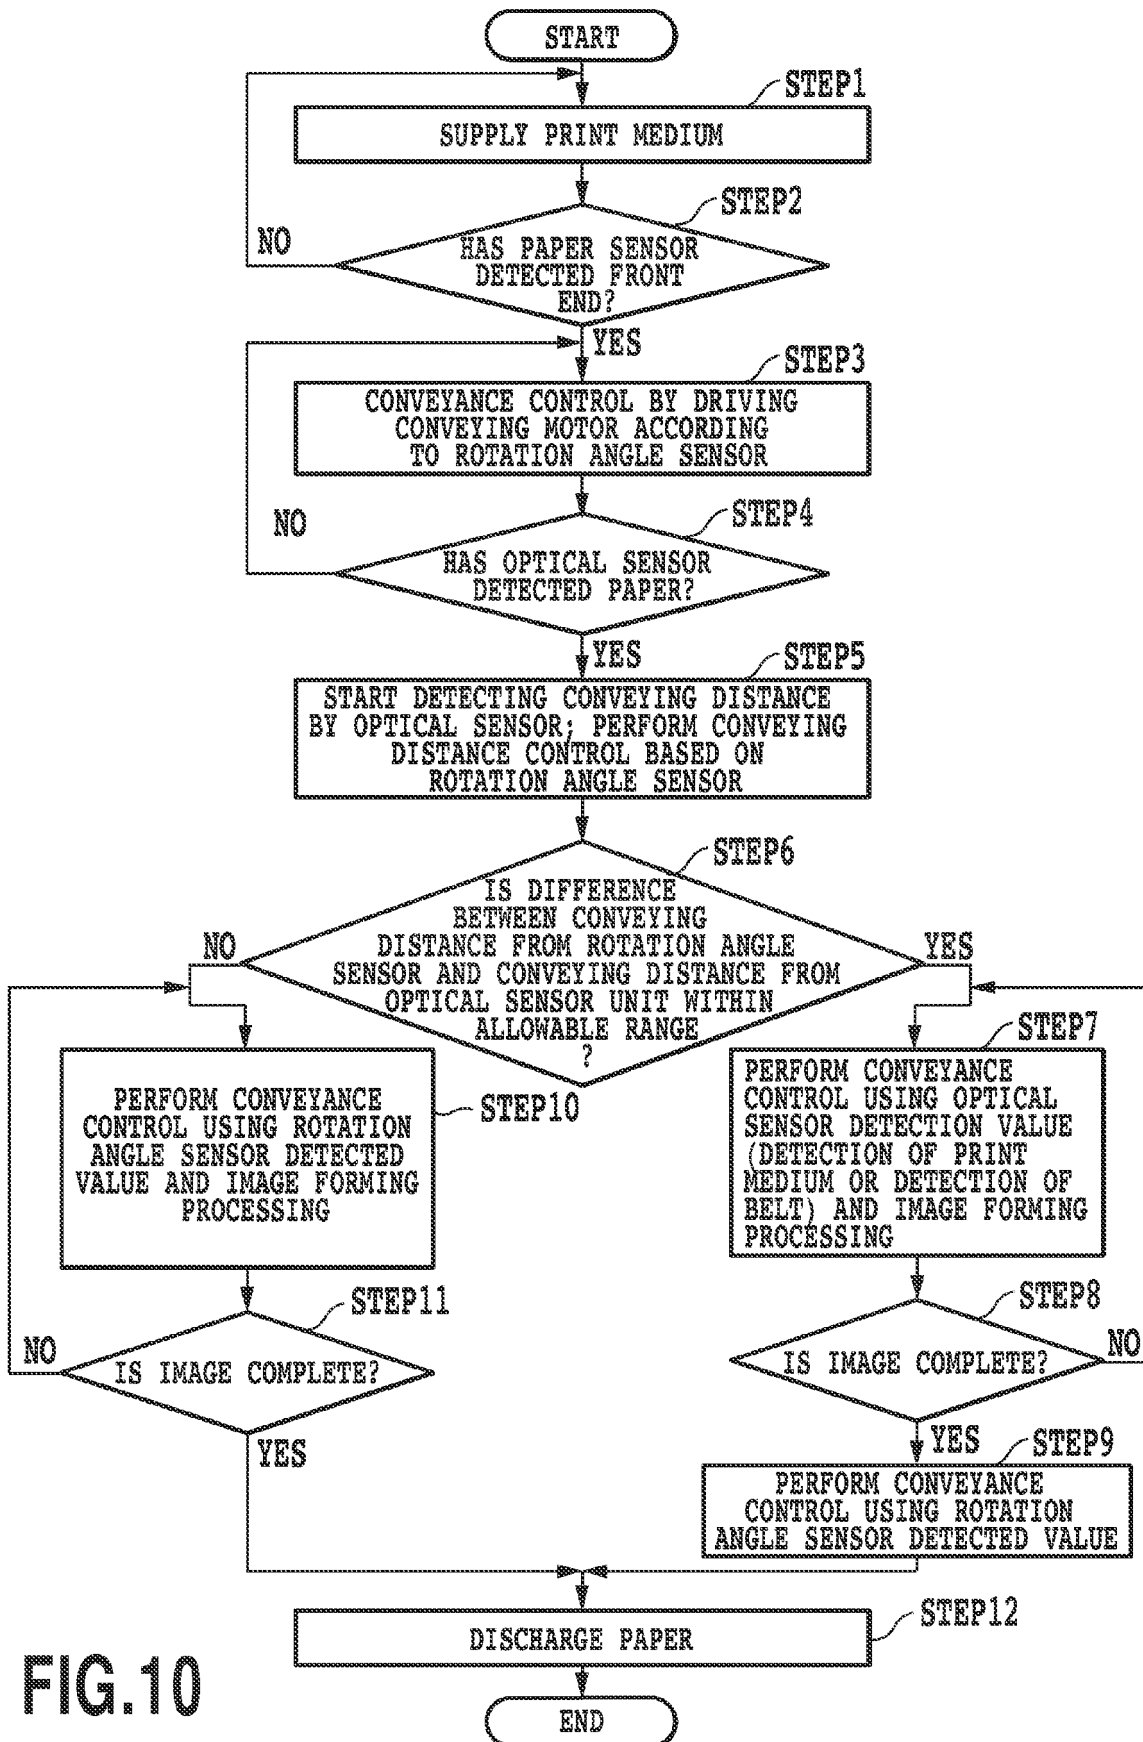 START
STEP1
SUPPLY PRINT MEDIUM
STEP2
NO
HAS PAPER SENSOR
DETECTED FRONT
END?
YES
STEP3
CONVEYANCE CONTROL BY DRIVING
CONVEYING MOTOR ACCORDING
TO ROTATION ANGLE SENSOR
NO
STEP4
HAS OPTICAL SENSOR
DETECTED PAPER?
YES
STEP5
START DETECTING CONVEYING DISTANCE
BY OPTICAL SENSOR; PERFORM CONVEYING
DISTANCE CONTROL BASED ON
ROTATION ANGLE SENSOR
STEP6
IS DIFFERENCE
BETWEEN CONVEYING
DISTANCE FROM ROTATION ANGLE
SENSOR AND CONVEYING DISTANCE FROM
OPTICAL SENSOR UNIT WITHIN
ALLOWABLE RANGE
?
NO
YES
STEP10
PERFORM CONVEYANCE
CONTROL USING ROTATION
ANGLE SENSOR DETECTED
VALUE AND IMAGE FORMING
PROCESSING
STEP7
PERFORM CONVEYANCE
CONTROL USING OPTICAL
SENSOR DETECTION VALUE
(DETECTION OF PRINT
MEDIUM OR DETECTION OF
BELT) AND IMAGE FORMING
PROCESSING
STEP11
NO
IS IMAGE COMPLETE?
YES
STEP8
IS IMAGE COMPLETE?
NO
YES
STEP9
PERFORM CONVEYANCE
CONTROL USING ROTATION
ANGLE SENSOR DETECTED VALUE
STEP12
DISCHARGE PAPER
END
FIG.10